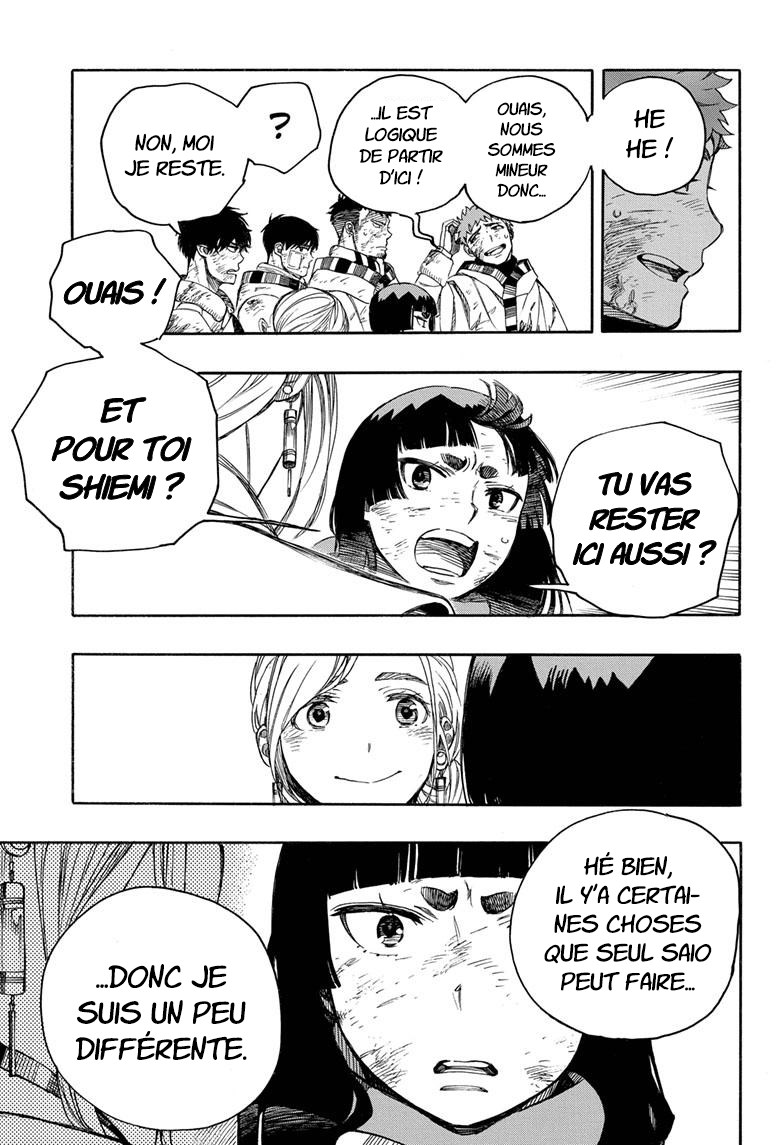 HE
HE !
OUAIS,
NOUS
SOMMES
MINEUR
DONC...
...IL EST
LOGIQUE
DE PARTIR
D'ICI !
?
NON, MOI
JE RESTE.
OUAIS !
TU VAS
RESTER
ICI AUSSI ?
ET
POUR TOI
SHIEMI ?
HÉ BIEN,
IL Y'A CERTAI-
NES CHOSES
QUE SEUL SAIO
PEUT FAIRE...
...DONC JE
SUIS UN PEU
DIFFÉRENTE.